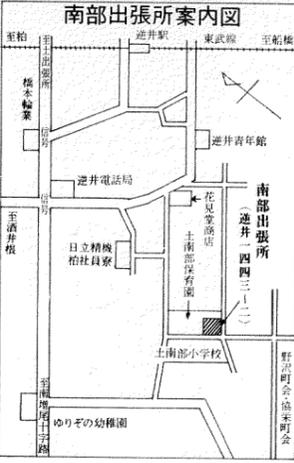 南部出張所案内図
至柏
逆井駅
東武線
至船橋
至土出張所
橋本輪業
信号
逆井青年館
逆井電話局
花見堂商店
南部出張所
(逆井一四四三−二)
信号
至酒井根
日立精機
柏社員寮
土南部保育園
土南部小学校
野沢町会・協栄町会
至南増尾十字路
ゆりぞの幼稚園